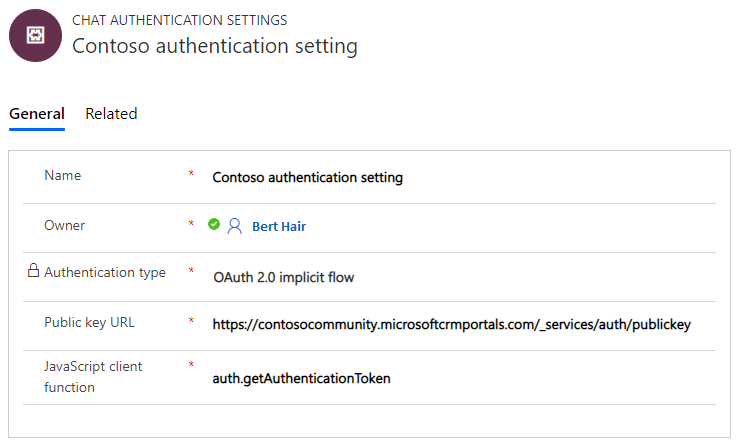 CHAT AUTHENTICATION SETTINGS
Contoso authentication setting
General Related
Name * Contoso authentication setting
Owner * Bert Hair
Authentication type * OAuth 2.0 implicit flow
Public key URL * https://contosocommunity.microsoftcrmportals.com/_services/auth/publickey
JavaScript client
function * auth.getAuthenticationToken